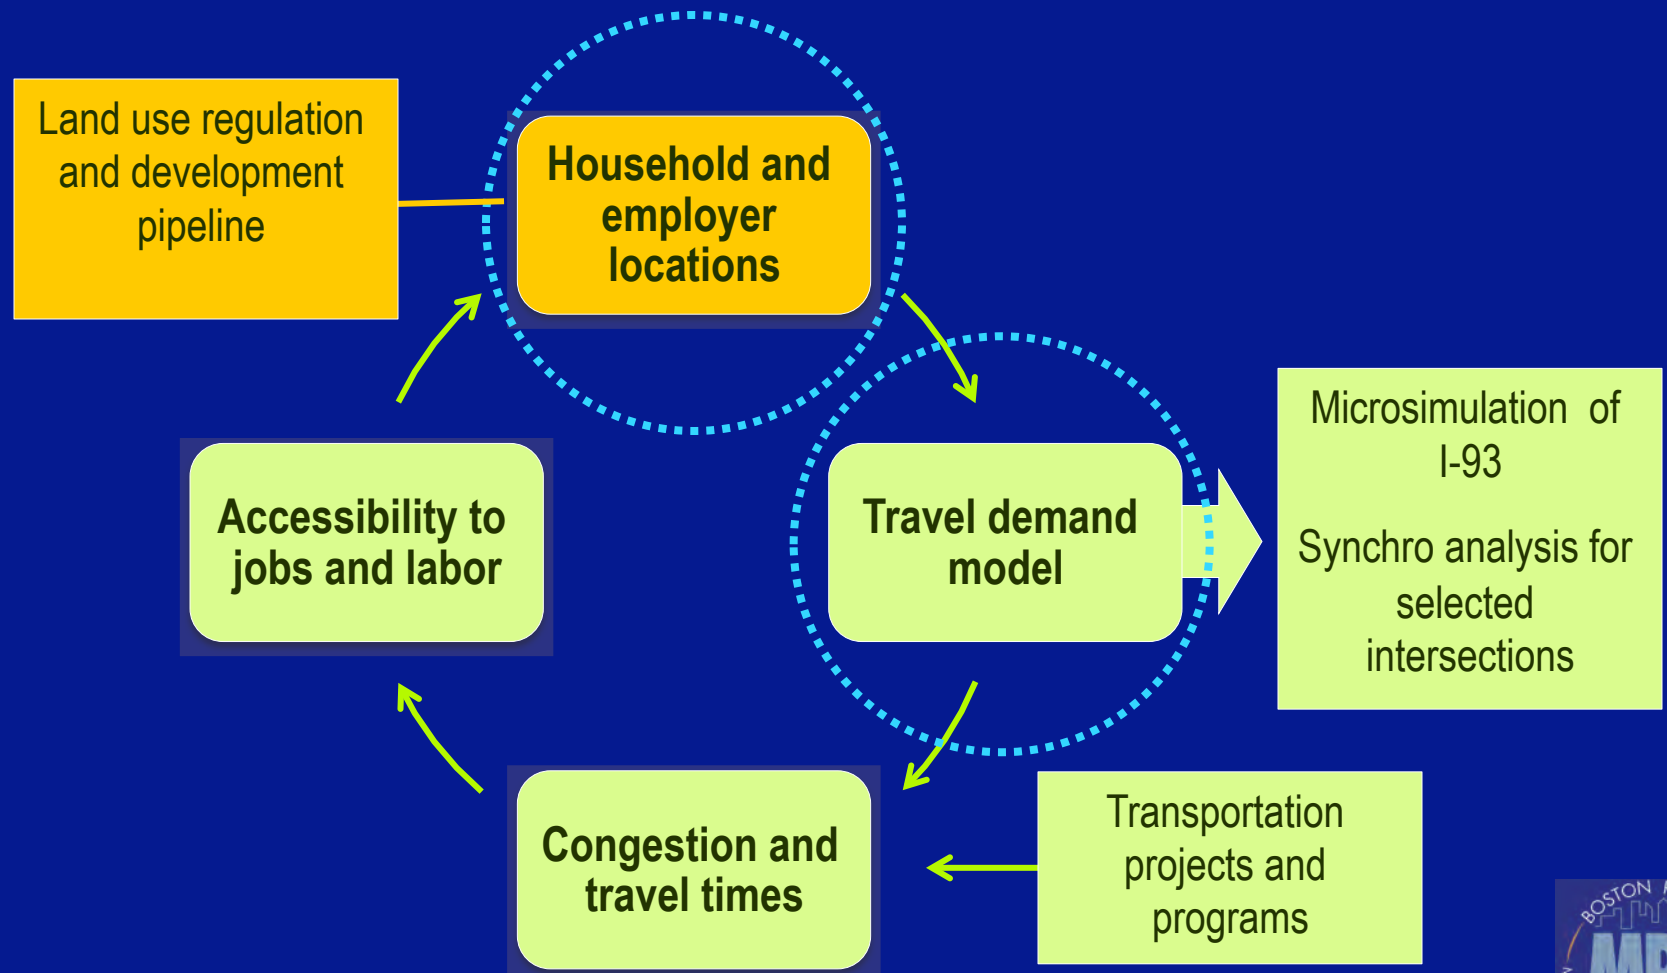 Land use regulation
and development
pipeline
Household and
employer
locations
Accessibility to
jobs and labor
Travel demand
model
Microsimulation of
I-93
Synchro analysis for
selected
intersections
Congestion and
travel times
Transportation
projects and
programs
BOSTON